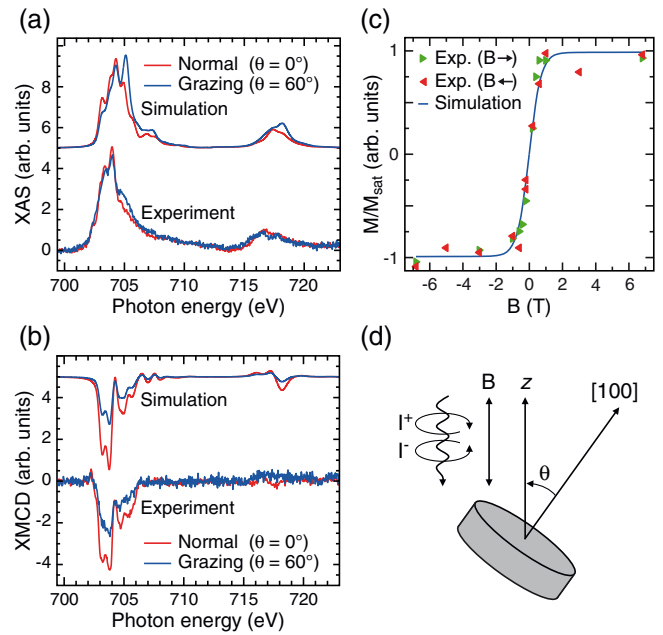 (a)
XAS (arb. units)
10
8
6
4
2
0
Normal (θ = 0°)
Grazing (θ = 60°)
Simulation
Experiment
700
705
710
715
720
Photon energy (eV)
(b)
XMCD (arb. units)
4
2
0
-2
-4
Simulation
Experiment
Normal (θ = 0°)
Grazing (θ = 60°)
700
705
710
715
720
Photon energy (eV)
(c)
M/Msat (arb. units)
1
0
-1
Exp. (B→)
Exp. (B←)
Simulation
-6
-4
-2
0
2
4
6
B (T)
(d)
I⁺
I⁻
B
z
[100]
θ